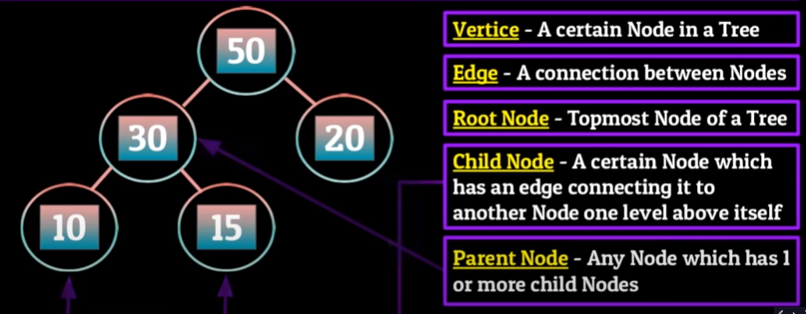 50
30
20
10
15
Vertice - A certain Node in a Tree
Edge - A connection between Nodes
Root Node - Topmost Node of a Tree
Child Node - A certain Node which
has an edge connecting it to
another Node one level above itself
Parent Node - Any Node which has 1
or more child Nodes